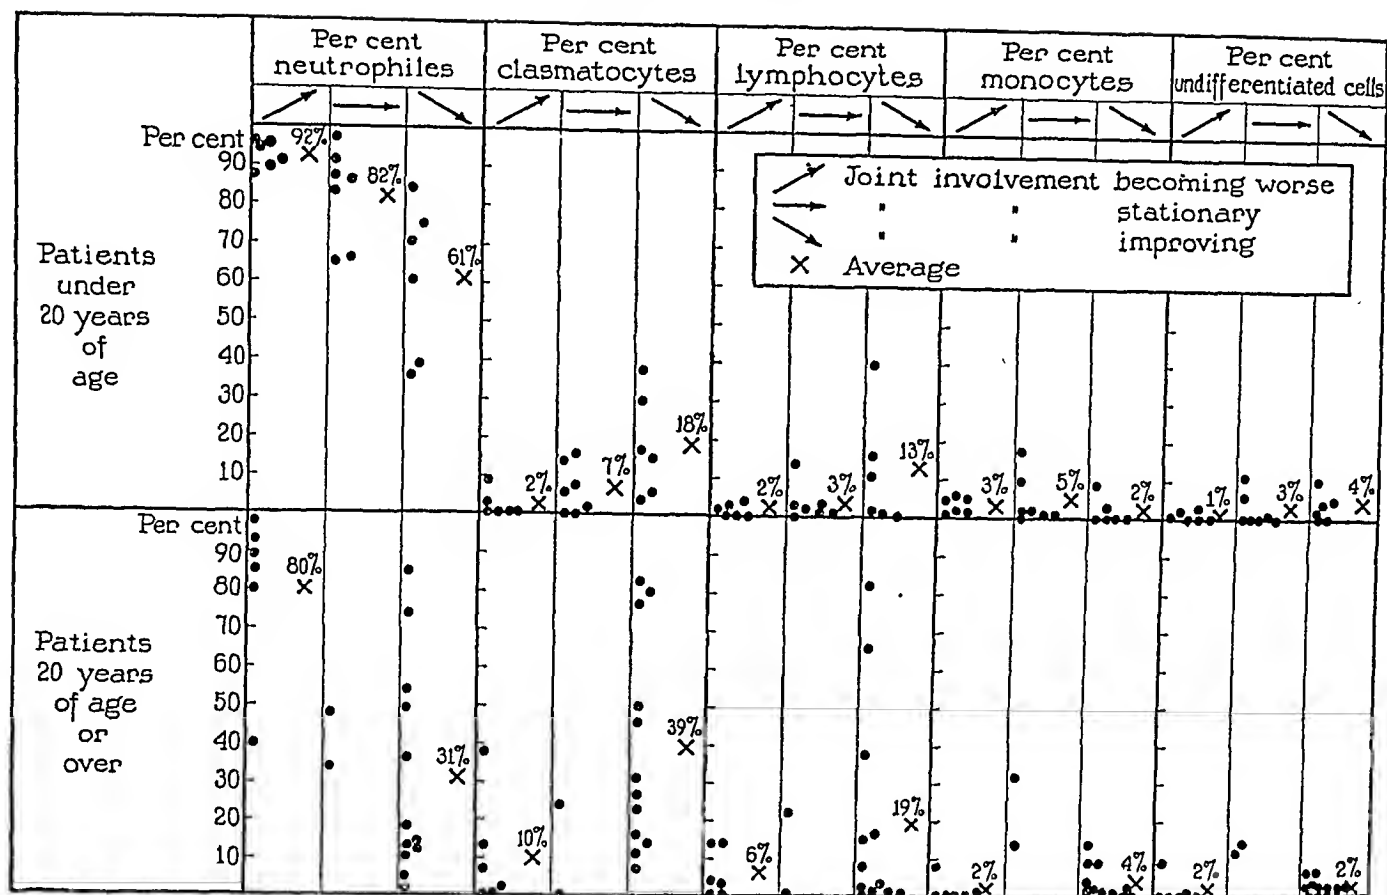 Per cent
neutrophiles
Per cent
clasmatocytes
Per cent
lymphocytes
Per cent
monocytes
Per cent
undifferentiated cells
Joint involvement becoming worse
" " stationary
" " improving
× Average
Patients
under
20 years
of
age
Per cent
90
80
70
60
50
40
30
20
10
92%
82%
61%
2%
7%
18%
2%
3%
13%
3%
5%
2%
1%
3%
4%
Patients
20 years
of age
or
over
Per cent
90
80
70
60
50
40
30
20
10
80%
31%
10%
39%
6%
19%
2%
4%
2%
2%